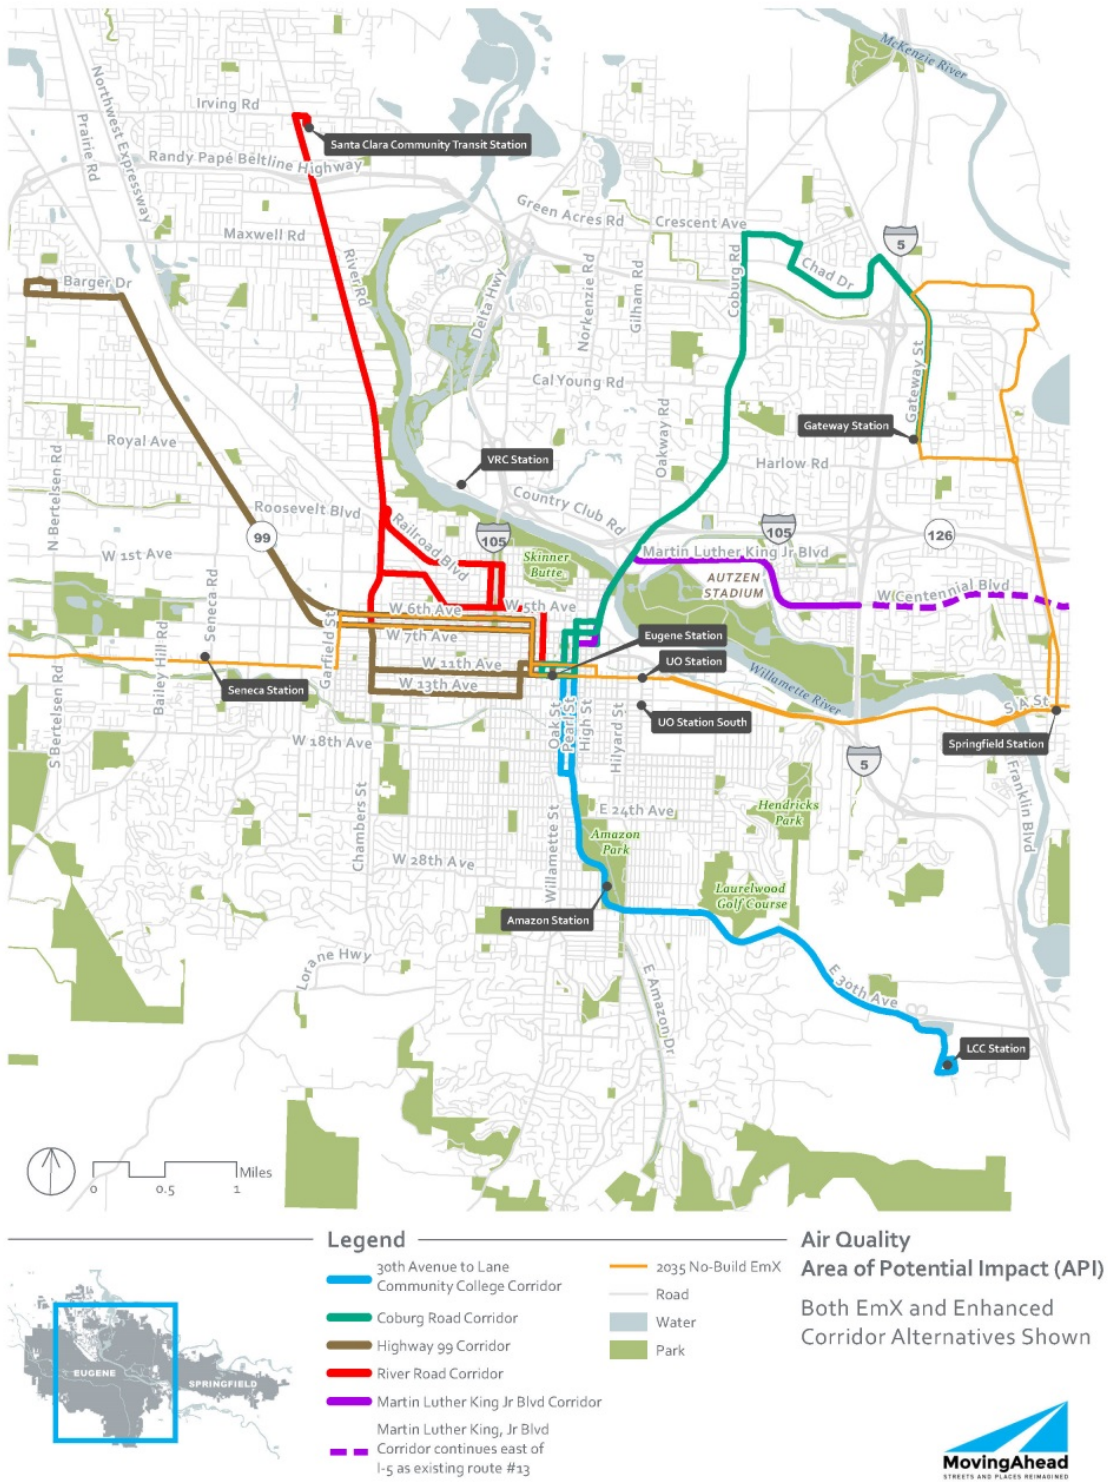 McKenzie River
Irving Rd
Northwest Expressway
Prairie Rd
Santa Clara Community Transit Station
Randy Papé Beltline Highway
Green Acres Rd
Crescent Ave
Maxwell Rd
River Rd
5
Chad Dr
Coburg Rd
Barger Dr
Delta Hwy
Norkenzie Rd
Gilham Rd
Gateway St
Cal Young Rd
Oakway Rd
Gateway Station
Royal Ave
VRC Station
Harlow Rd
N Bertelsen Rd
Country Club Rd
Roosevelt Blvd
Railroad Blvd
99
105
105
126
W 1st Ave
Skinner
Butte
Martin Luther King Jr Blvd
AUTZEN
STADIUM
W Centennial Blvd
Seneca Rd
W 6th Ave
W 5th Ave
Garfield St
W 7th Ave
Eugene Station
Bailey Hill Rd
W 11th Ave
UO Station
Seneca Station
W 13th Ave
Willamette River
S Bertelsen Rd
Oak St
Pearl St
High St
Hilyard St
UO Station South
S A St
W 18th Ave
Springfield Station
5
Franklin Blvd
Chambers St
Willamette St
E 24th Ave
Hendricks
Park
Amazon
Park
W 28th Ave
Laurelwood
Golf Course
Amazon Station
Lorane Hwy
E Amazon Dr
E 30th Ave
LCC Station
Miles
0 0.5 1
Legend
30th Avenue to Lane
Community College Corridor
Coburg Road Corridor
Highway 99 Corridor
River Road Corridor
Martin Luther King Jr Blvd Corridor
Martin Luther King, Jr Blvd
Corridor continues east of
I-5 as existing route #13
2035 No-Build EmX
Road
Water
Park
Air Quality
Area of Potential Impact (API)
Both EmX and Enhanced
Corridor Alternatives Shown
EUGENE
SPRINGFIELD
MovingAhead
STREETS AND PLACES REIMAGINED